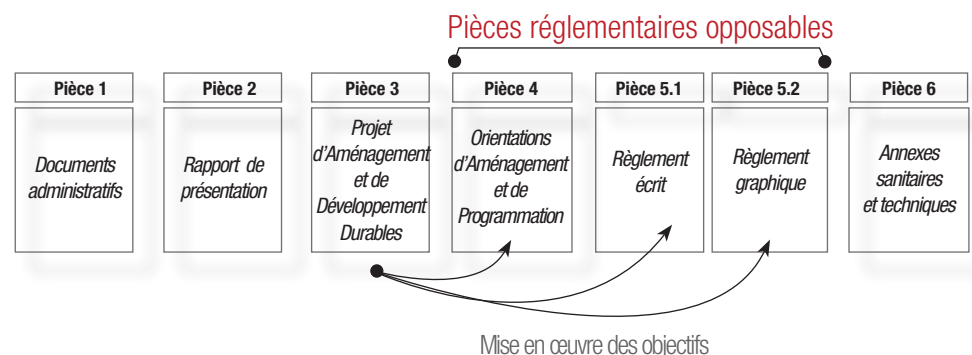 Pièces réglementaires opposables
Pièce 1
Documents
administratifs
Pièce 2
Rapport de
présentation
Pièce 3
Projet
d'Aménagement
et de
Développement
Durables
Pièce 4
Orientations
d'Aménagement
et de
Programmation
Pièce 5.1
Règlement
écrit
Pièce 5.2
Règlement
graphique
Pièce 6
Annexes
sanitaires
et techniques
Mise en œuvre des objectifs